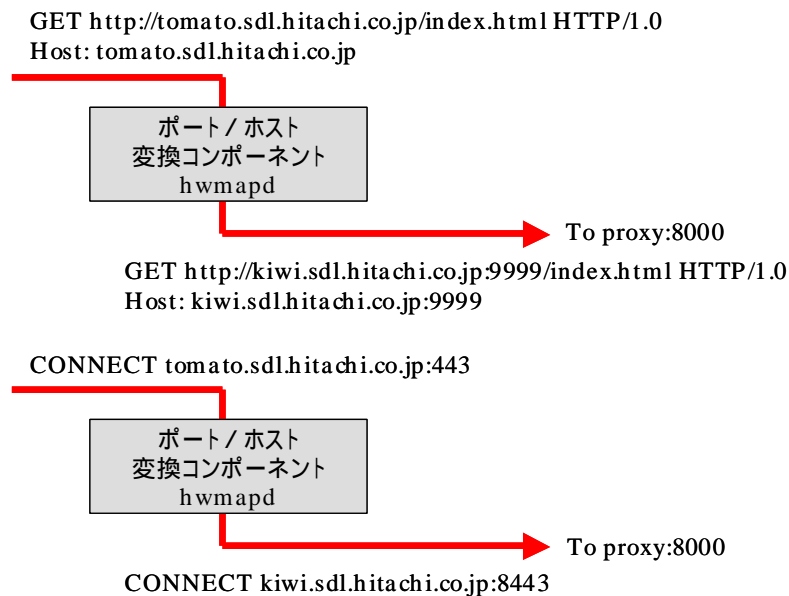 GET http://tomato.sdl.hitachi.co.jp/index.html HTTP/1.0
Host: tomato.sdl.hitachi.co.jp
ポート/ホスト
変換コンポーネント
hwmapd
To proxy:8000
GET http://kiwi.sdl.hitachi.co.jp:9999/index.html HTTP/1.0
Host: kiwi.sdl.hitachi.co.jp:9999
CONNECT tomato.sdl.hitachi.co.jp:443
ポート/ホスト
変換コンポーネント
hwmapd
To proxy:8000
CONNECT kiwi.sdl.hitachi.co.jp:8443